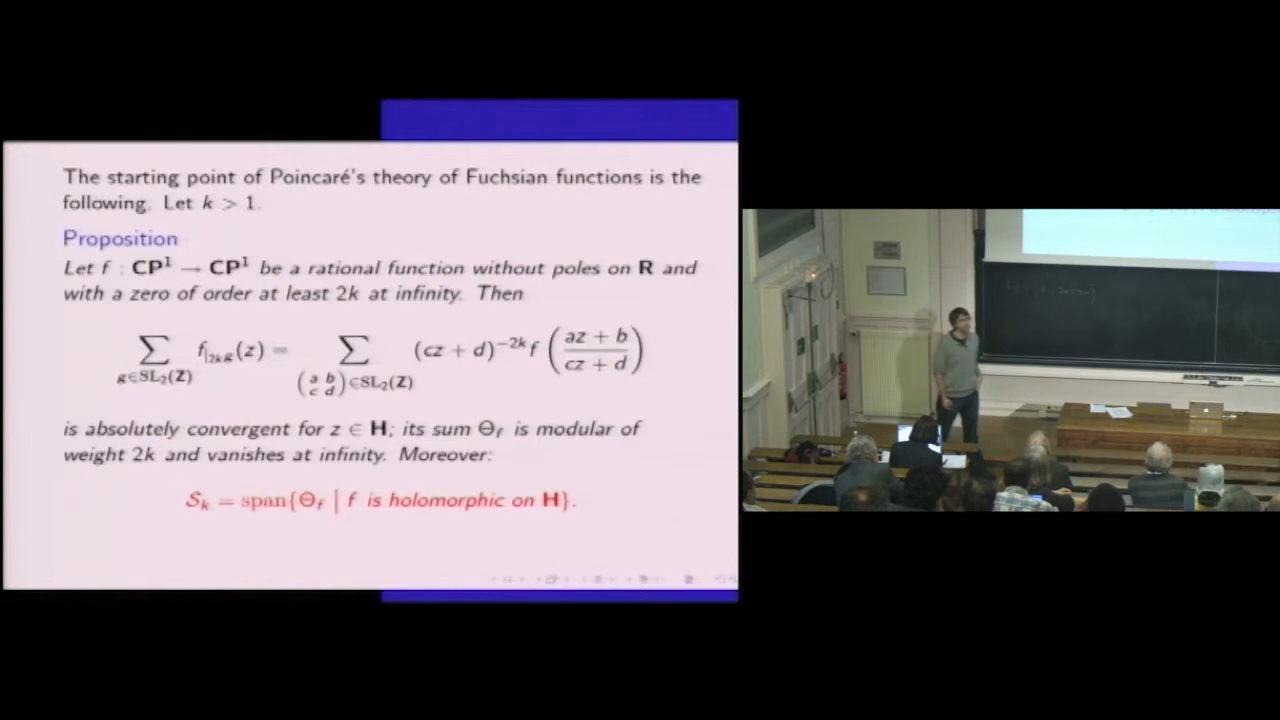 The starting point of Poincaré's theory of Fuchsian functions is the
following. Let k > 1.
Proposition
Let f : CP¹ → CP¹ be a rational function without poles on R and
with a zero of order at least 2k at infinity. Then
∑_{g∈SL₂(Z)} f|₂ₖg(z) = ∑_{(a b; c d)∈SL₂(Z)} (cz + d)^{-2k} f((az + b)/(cz + d))
is absolutely convergent for z ∈ H; its sum Θ_f is modular of
weight 2k and vanishes at infinity. Moreover:
𝒮ₖ = span{Θ_f | f is holomorphic on H}.